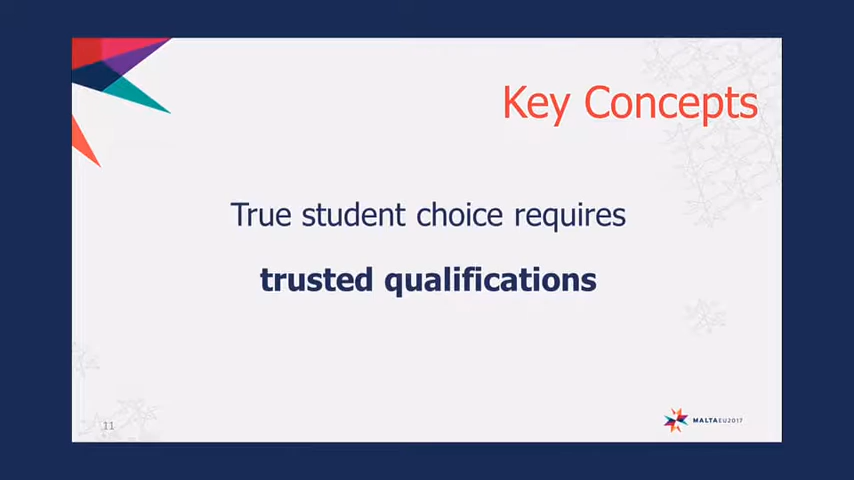 Key Concepts
True student choice requires
trusted qualifications
11
MALTAEU2017